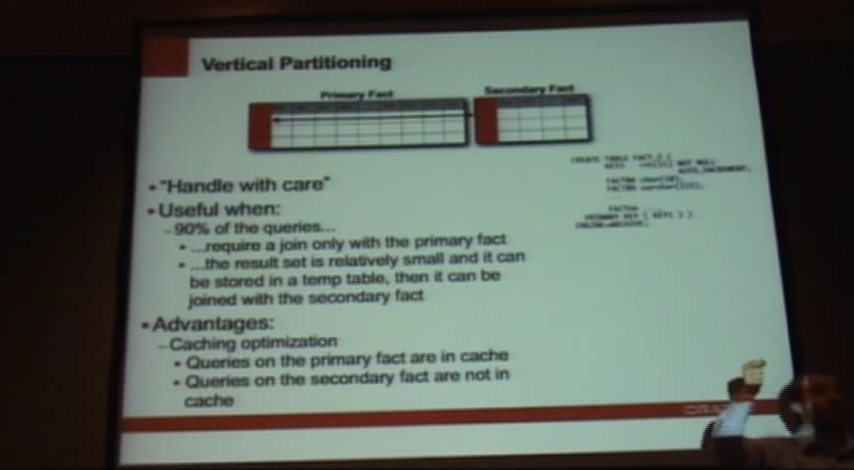 Vertical Partitioning
Primary Fact
Secondary Fact
• "Handle with care"
• Useful when:
– 90% of the queries...
• ...require a join only with the primary fact
• ...the result set is relatively small and it can
be stored in a temp table, then it can be
joined with the secondary fact
• Advantages:
– Caching optimization
• Queries on the primary fact are in cache
• Queries on the secondary fact are not in
cache
NOT NULL
AUTO_INCREMENT,